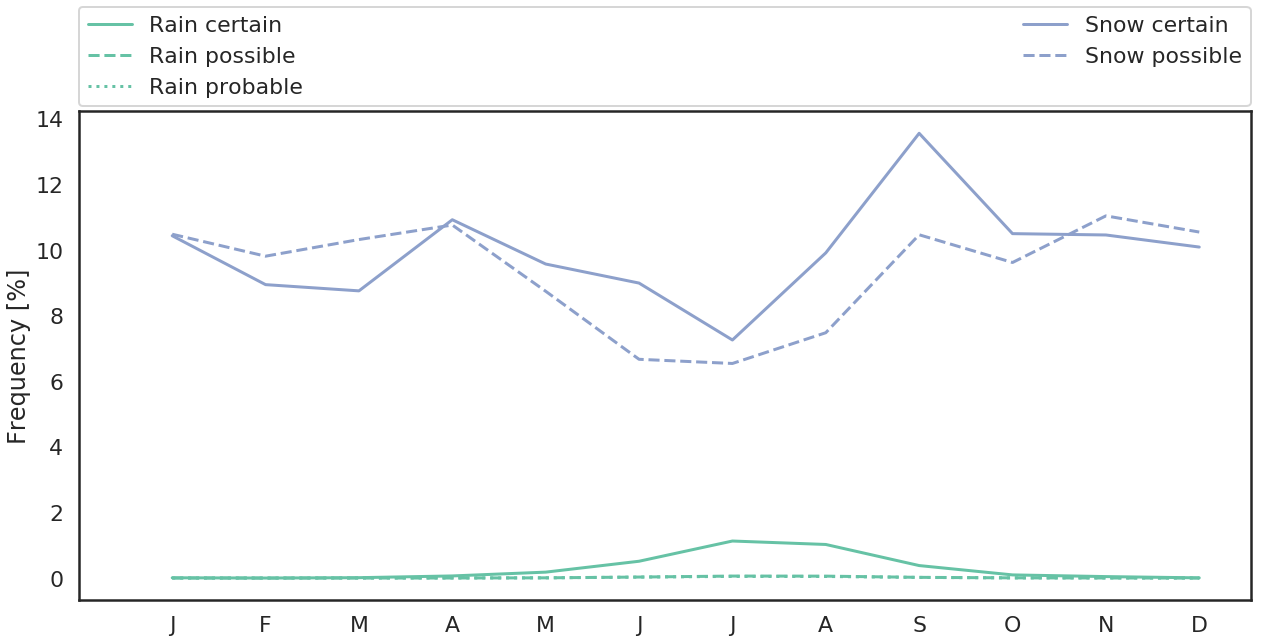 Rain certain
Rain possible
Rain probable
Snow certain
Snow possible
14
12
10
8
6
4
2
0
Frequency [%]
J F M A M J J A S O N D